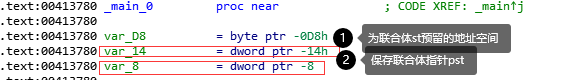 .text:00413780 _main_0 proc near ; CODE XREF: _main↑j
.text:00413780
.text:00413780 var_D8 = byte ptr -0D8h 1 为联合体st预留的地址空间
.text:00413780 var_14 = dword ptr -14h
.text:00413780 var_8 = dword ptr -8 2 保存联合体指针pst
.text:00413780